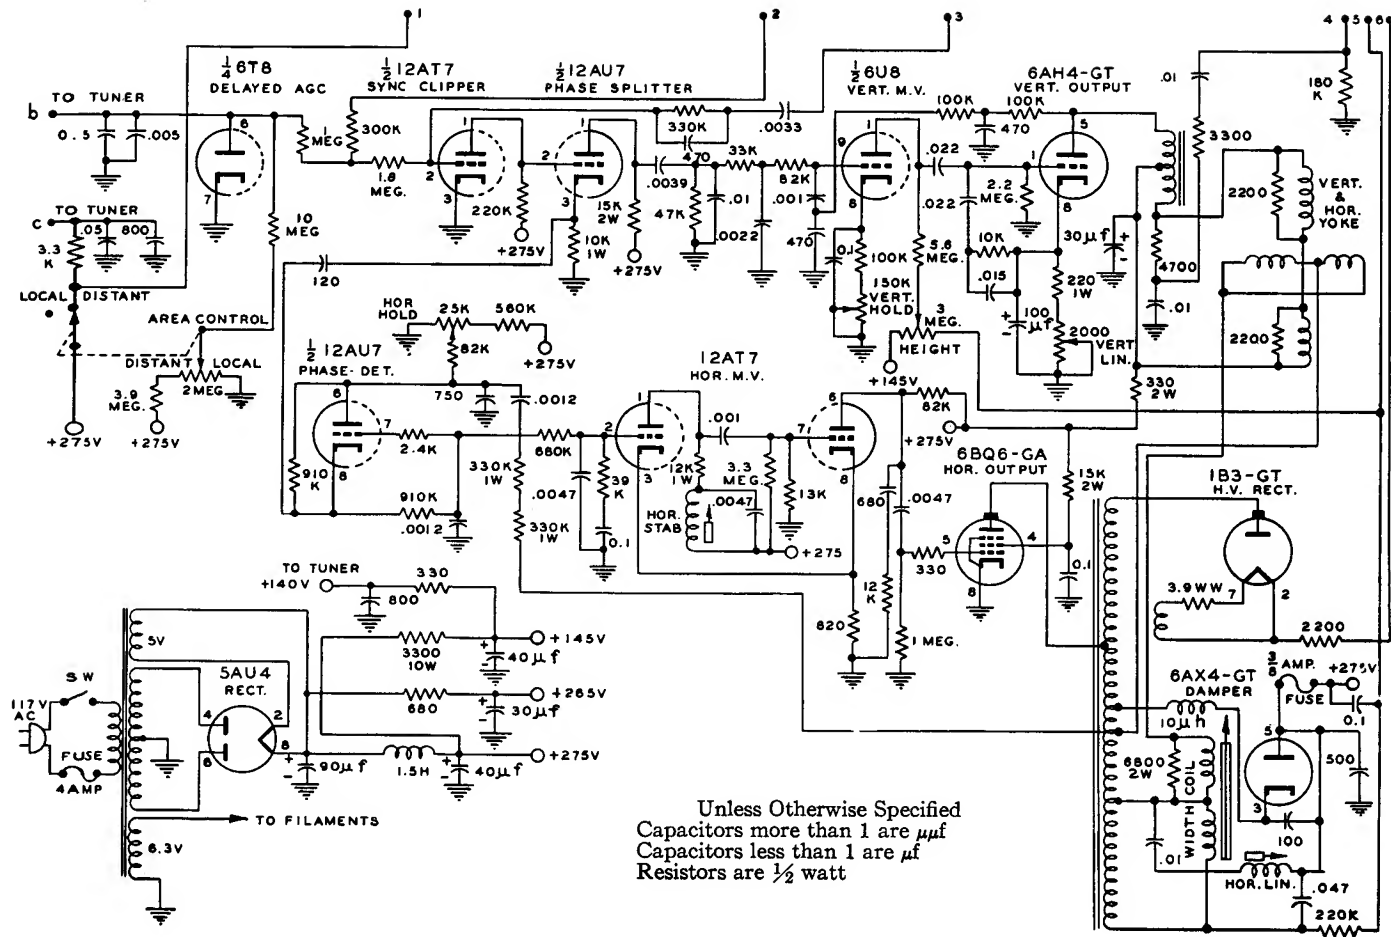 1
2
3
4
5
6
1/4 6T8
DELAYED AGC
1/2 12AT7
SYNC CLIPPER
1/2 12AU7
PHASE SPLITTER
1/2 6U8
VERT. M.V.
6AH4-GT
VERT. OUTPUT
TO TUNER
b
0.5
.005
6
7
1
MEG
300K
1.8
MEG.
1
2
3
220K
+275V
1
2
3
10K
1W
15K
2W
+275V
330K
470
.0033
.0039
47K
.01
33K
.0022
82K
.001
470
1
9
8
0.1
100K
150K
VERT.
HOLD
100K
100K
470
.022
.022
5.6
MEG.
2.2
MEG.
1
5
8
10K
.015
100
μf
220
1W
2000
VERT
LIN.
30μf
+
-
.01
3300
180
K
4700
.01
2200
2200
VERT.
& HOR.
YOKE
330
2W
3
MEG.
HEIGHT
+145V
TO TUNER
c
.05
800
3.3
K
LOCAL
DISTANT
AREA CONTROL
DISTANT
LOCAL
2MEG.
3.9
MEG.
+275V
+275V
10
MEG
120
HOR
HOLD
25K
560K
82K
+275V
1/2 12AU7
PHASE-DET.
6
7
8
750
.0012
2.4K
910
K
910K
.0012
680K
330K
1W
330K
1W
.0047
39
K
0.1
12AT7
HOR. M.V.
1
2
3
.001
12K
1W
3.3
MEG.
HOR.
STAB
.0047
13K
+275
6
7
8
82K
+275V
680
.0047
12
K
820
1 MEG.
330
6BQ6-GA
HOR. OUTPUT
5
4
8
15K
2W
0.1
1B3-GT
H.V. RECT.
3.9WW
7
2
2200
TO TUNER
+140V
330
800
3300
10W
40μf
+145V
680
30μf
+265V
1.5H
90μf
40μf
+275V
5V
5AU4
RECT.
4
6
2
8
SW
117V
AC
FUSE
4AMP
6.3V
TO FILAMENTS
6AX4-GT
DAMPER
10μh
3/8
AMP.
FUSE
+275V
0.1
5
3
500
100
6800
2W
WIDTH COIL
.01
HOR. LIN.
.047
220K
Unless Otherwise Specified
Capacitors more than 1 are μμf
Capacitors less than 1 are μf
Resistors are 1/2 watt